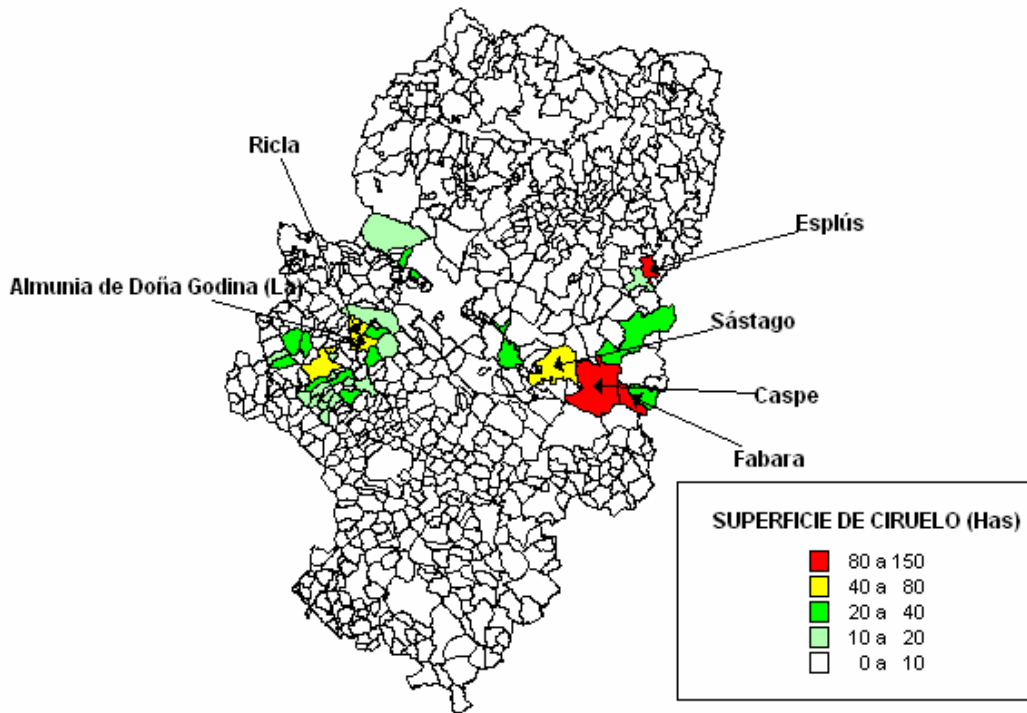 Ricla
Esplús
Almunia de Doña Godina (La)
Sástago
Caspe
Fabara
SUPERFICIE DE CIRUELO (Has)
80 a 150
40 a 80
20 a 40
10 a 20
0 a 10